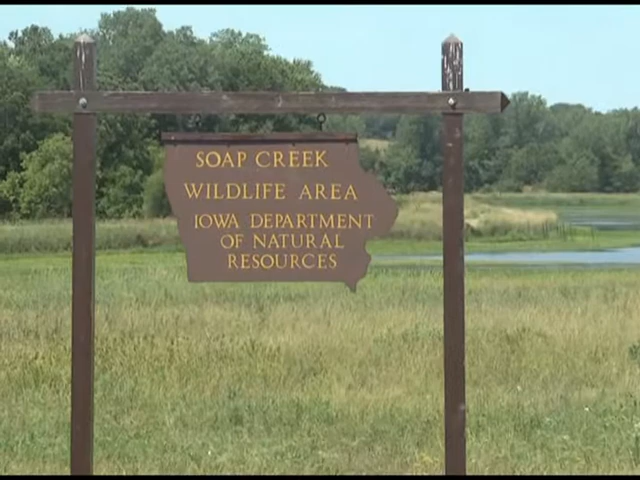 SOAP CREEK
WILDLIFE AREA
IOWA DEPARTMENT
OF NATURAL
RESOURCES